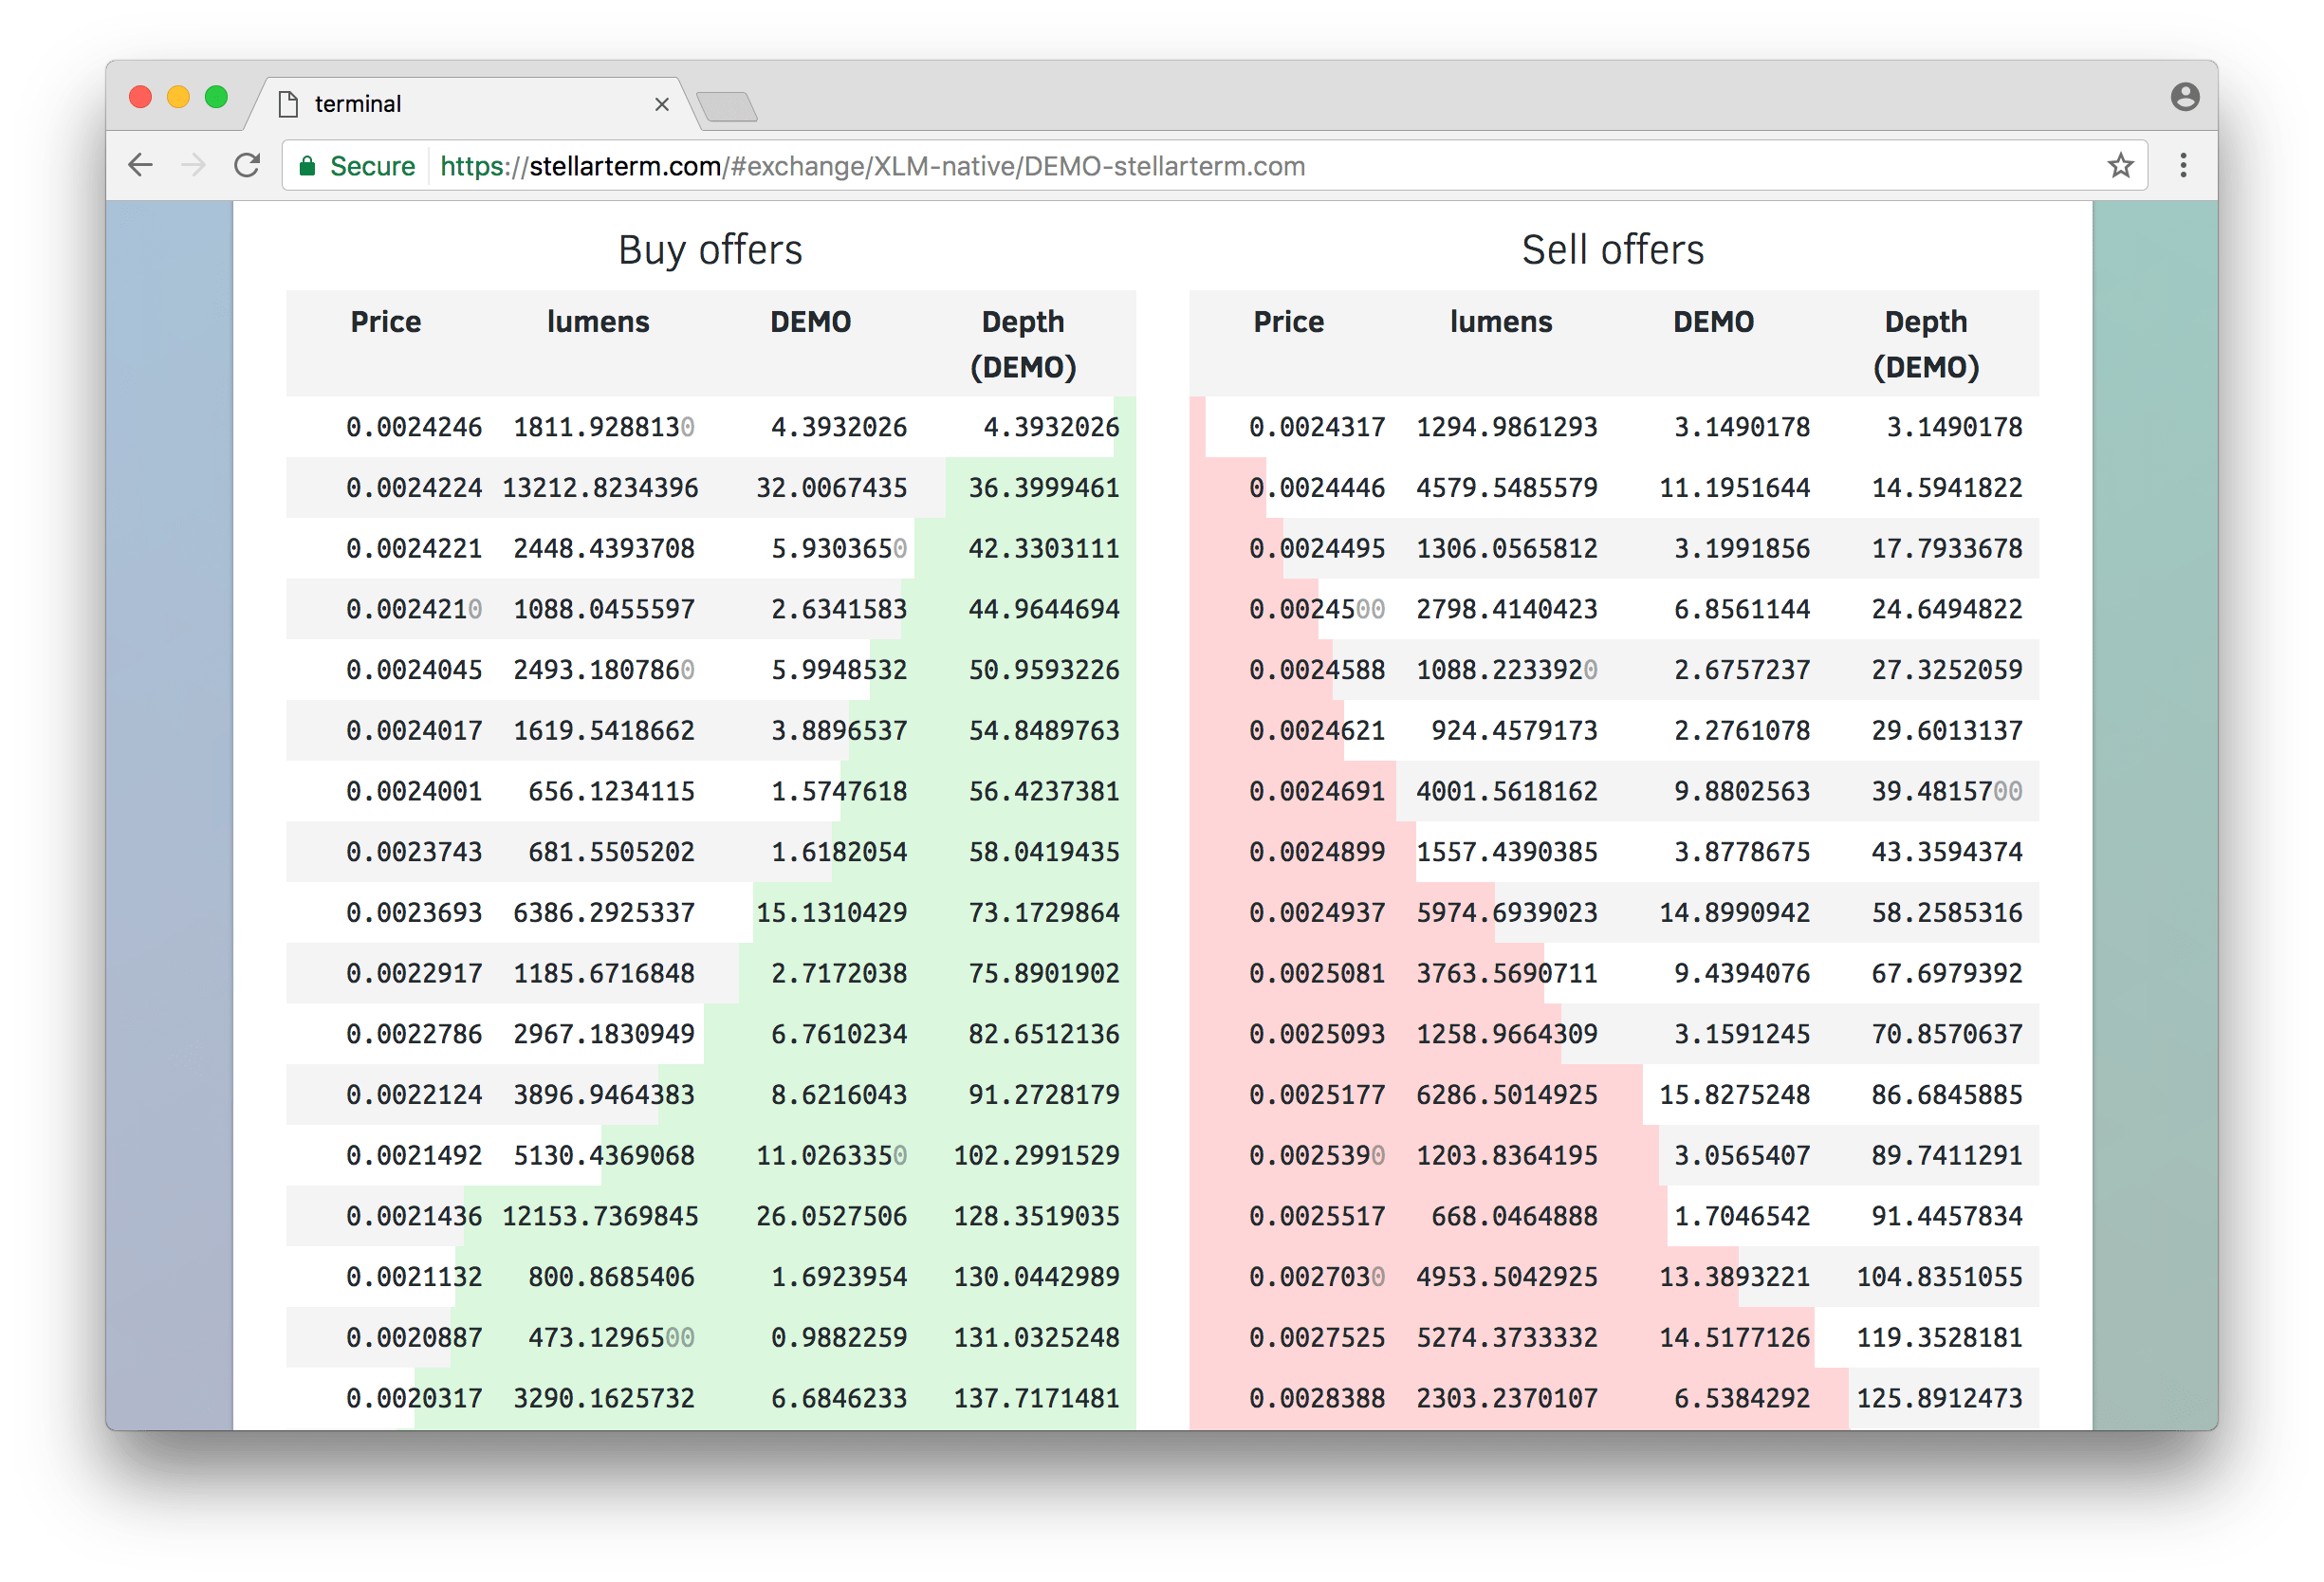 terminal
Secure https://stellarterm.com/#exchange/XLM-native/DEMO-stellarterm.com
Buy offers
Price lumens DEMO Depth
(DEMO)
0.0024246 1811.9288130 4.3932026 4.3932026
0.0024224 13212.8234396 32.0067435 36.3999461
0.0024221 2448.4393708 5.9303650 42.3303111
0.0024210 1088.0455597 2.6341583 44.9644694
0.0024045 2493.1807860 5.9948532 50.9593226
0.0024017 1619.5418662 3.8896537 54.8489763
0.0024001 656.1234115 1.5747618 56.4237381
0.0023743 681.5505202 1.6182054 58.0419435
0.0023693 6386.2925337 15.1310429 73.1729864
0.0022917 1185.6716848 2.7172038 75.8901902
0.0022786 2967.1830949 6.7610234 82.6512136
0.0022124 3896.9464383 8.6216043 91.2728179
0.0021492 5130.4369068 11.0263350 102.2991529
0.0021436 12153.7369845 26.0527506 128.3519035
0.0021132 800.8685406 1.6923954 130.0442989
0.0020887 473.1296500 0.9882259 131.0325248
0.0020317 3290.1625732 6.6846233 137.7171481
Sell offers
Price lumens DEMO Depth
(DEMO)
0.0024317 1294.9861293 3.1490178 3.1490178
0.0024446 4579.5485579 11.1951644 14.5941822
0.0024495 1306.0565812 3.1991856 17.7933678
0.0024500 2798.4140423 6.8561144 24.6494822
0.0024588 1088.2233920 2.6757237 27.3252059
0.0024621 924.4579173 2.2761078 29.6013137
0.0024691 4001.5618162 9.8802563 39.4815700
0.0024899 1557.4390385 3.8778675 43.3594374
0.0024937 5974.6939023 14.8990942 58.2585316
0.0025081 3763.5690711 9.4394076 67.6979392
0.0025093 1258.9664309 3.1591245 70.8570637
0.0025177 6286.5014925 15.8275248 86.6845885
0.0025390 1203.8364195 3.0565407 89.7411291
0.0025517 668.0464888 1.7046542 91.4457834
0.0027030 4953.5042925 13.3893221 104.8351055
0.0027525 5274.3733332 14.5177126 119.3528181
0.0028388 2303.2370107 6.5384292 125.8912473